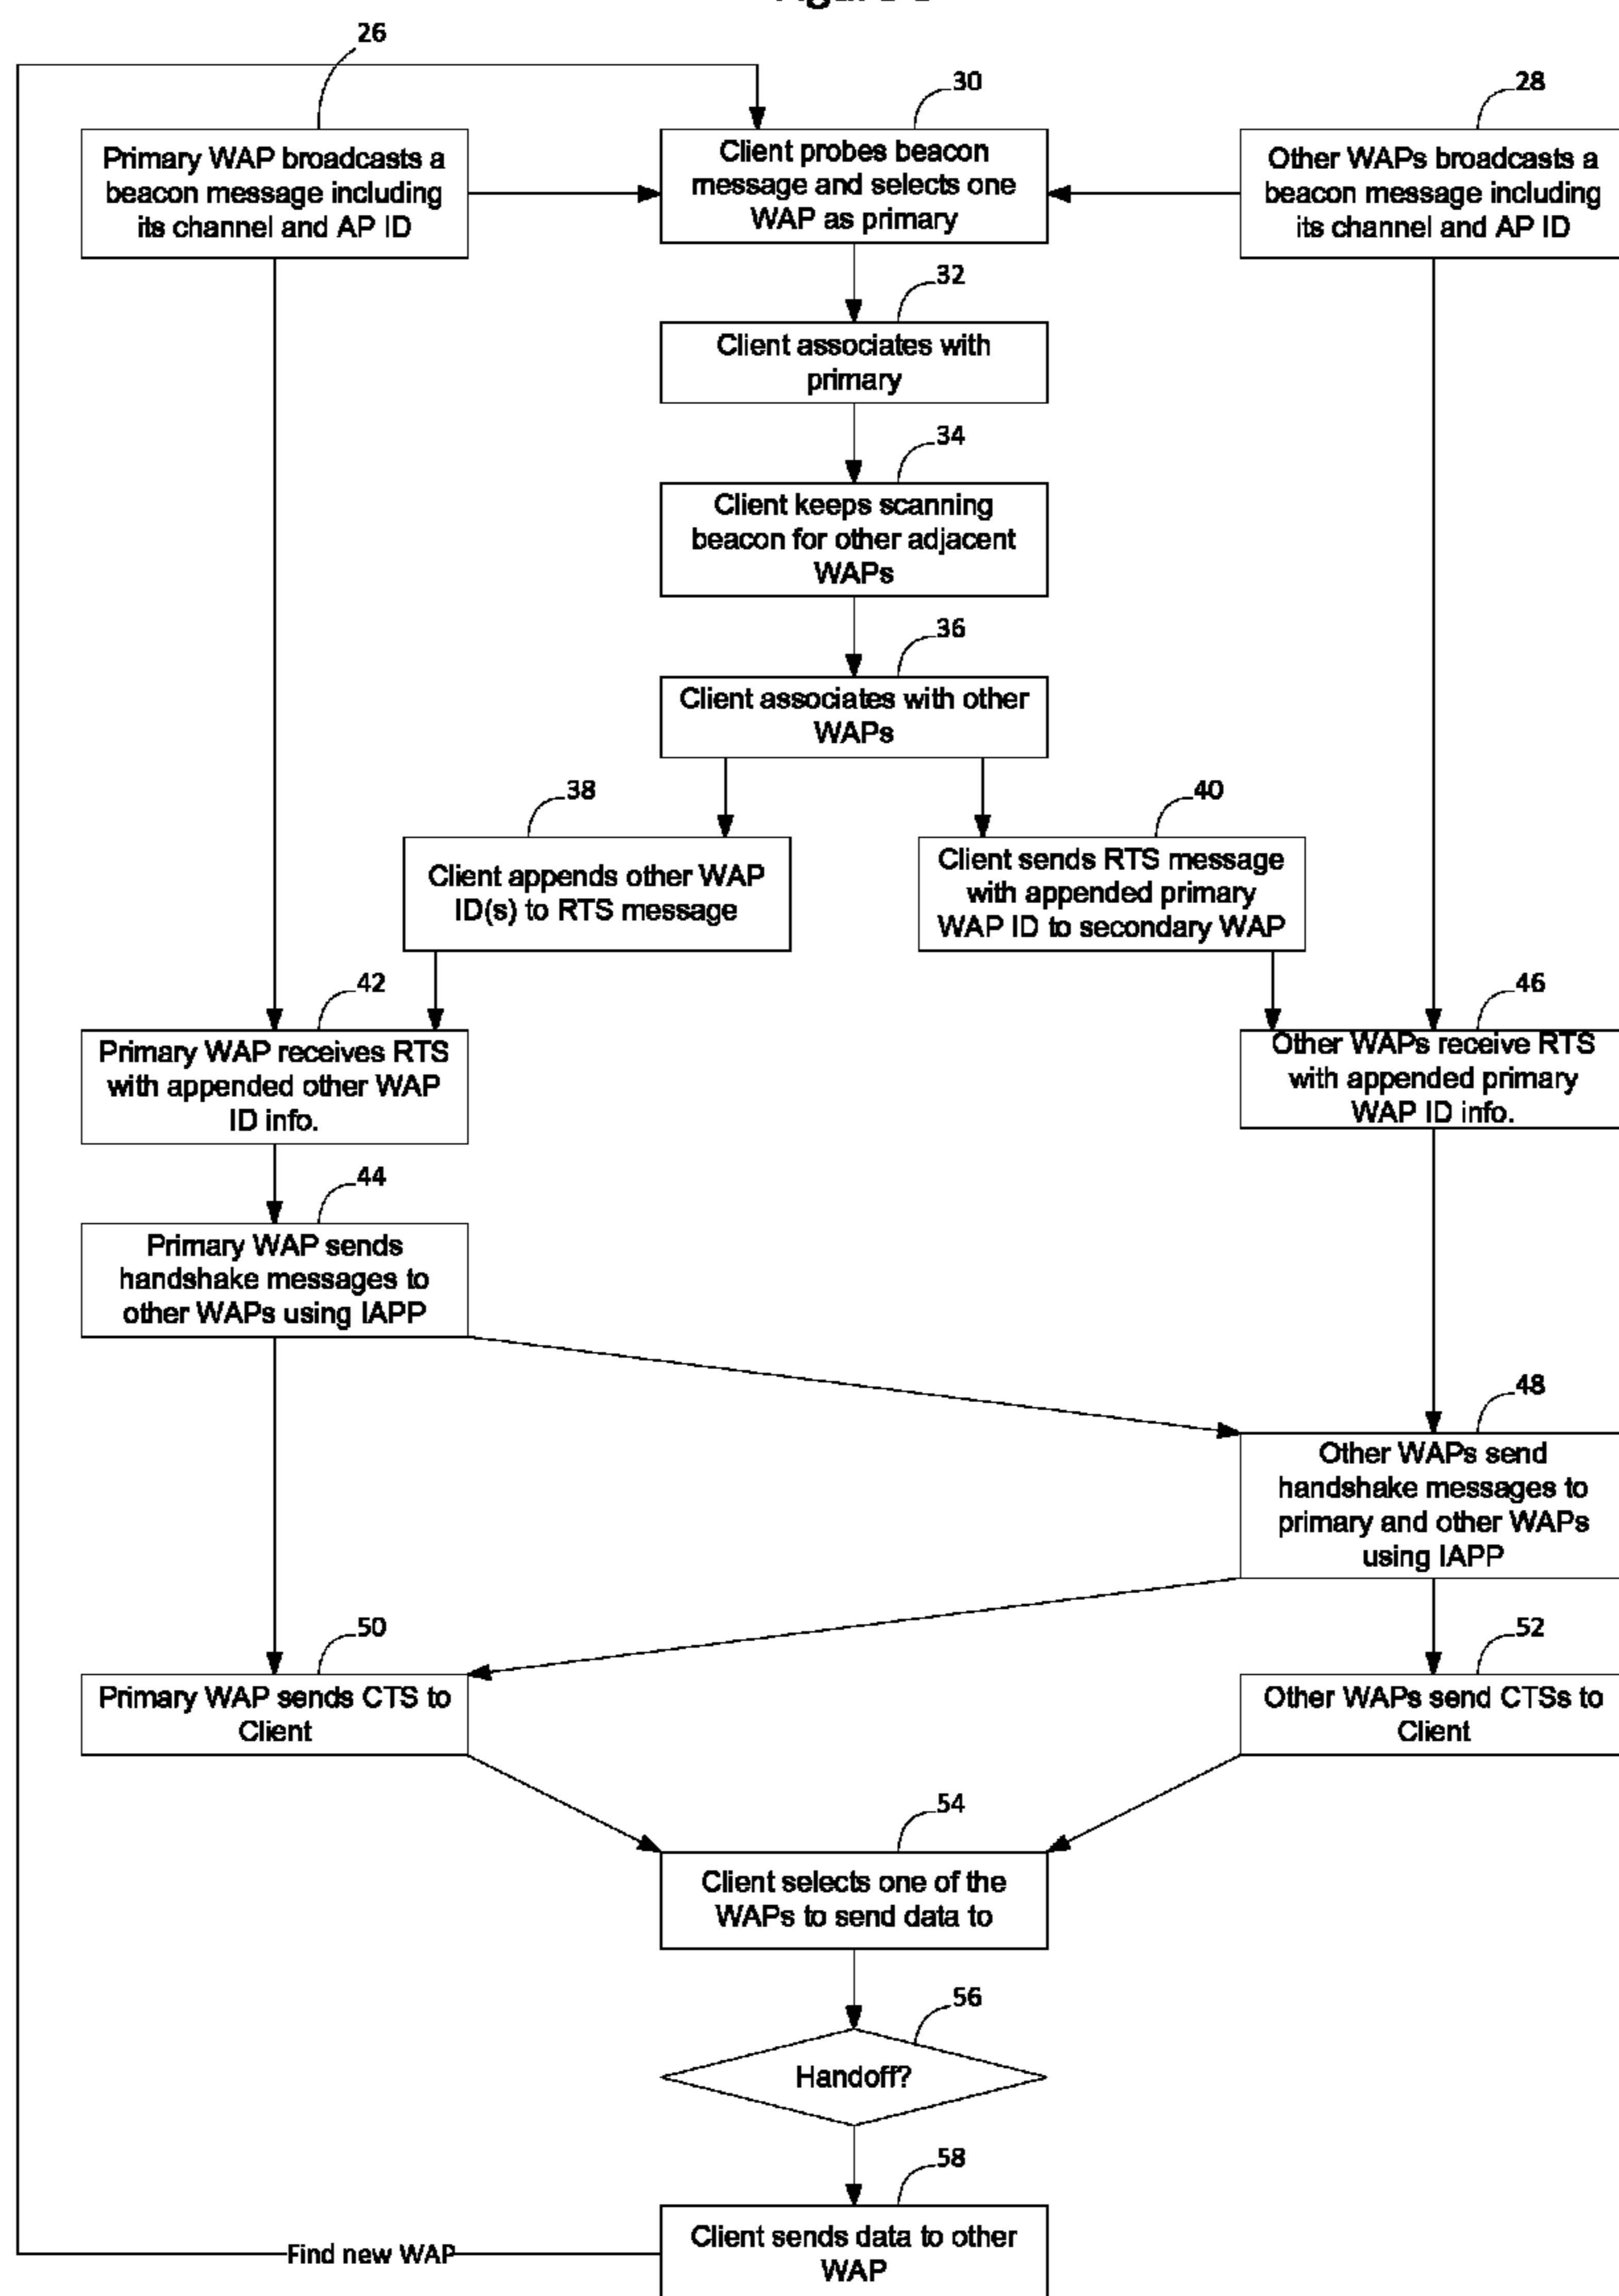 26
30
28
Primary WAP broadcasts a
beacon message including
its channel and AP ID
Client probes beacon
message and selects one
WAP as primary
Other WAPs broadcasts a
beacon message including
its channel and AP ID
32
Client associates with
primary
34
Client keeps scanning
beacon for other adjacent
WAPs
36
Client associates with other
WAPs
38
40
Client appends other WAP
ID(s) to RTS message
Client sends RTS message
with appended primary
WAP ID to secondary WAP
42
46
Primary WAP receives RTS
with appended other WAP
ID info.
Other WAPs receive RTS
with appended primary
WAP ID info.
44
Primary WAP sends
handshake messages to
other WAPs using IAPP
48
Other WAPs send
handshake messages to
primary and other WAPs
using IAPP
50
52
Primary WAP sends CTS to
Client
Other WAPs send CTSs to
Client
54
Client selects one of the
WAPs to send data to
56
Handoff?
58
Client sends data to other
WAP
Find new WAP